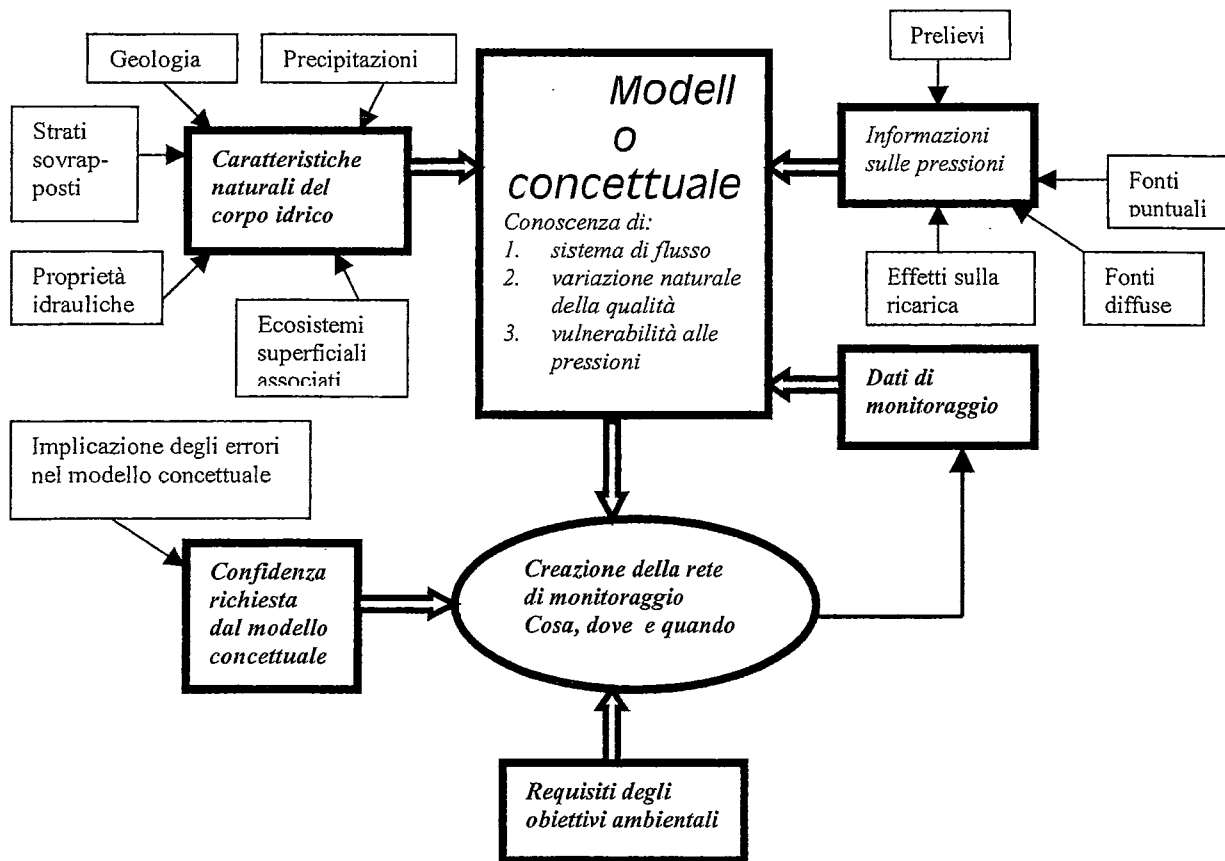 Geologia
Precipitazioni
Prelievi
Strati
sovrap-
posti
Caratteristiche
naturali del
corpo idrico
Modell
o
concettuale
Conoscenza di:
1. sistema di flusso
2. variazione naturale
della qualità
3. vulnerabilità alle
pressioni
Informazioni
sulle pressioni
Fonti
puntuali
Proprietà
idrauliche
Ecosistemi
superficiali
associati
Effetti sulla
ricarica
Fonti
diffuse
Dati di
monitoraggio
Implicazione degli errori
nel modello concettuale
Confidenza
richiesta
dal modello
concettuale
Creazione della rete
di monitoraggio
Cosa, dove e quando
Requisiti degli
obiettivi ambientali